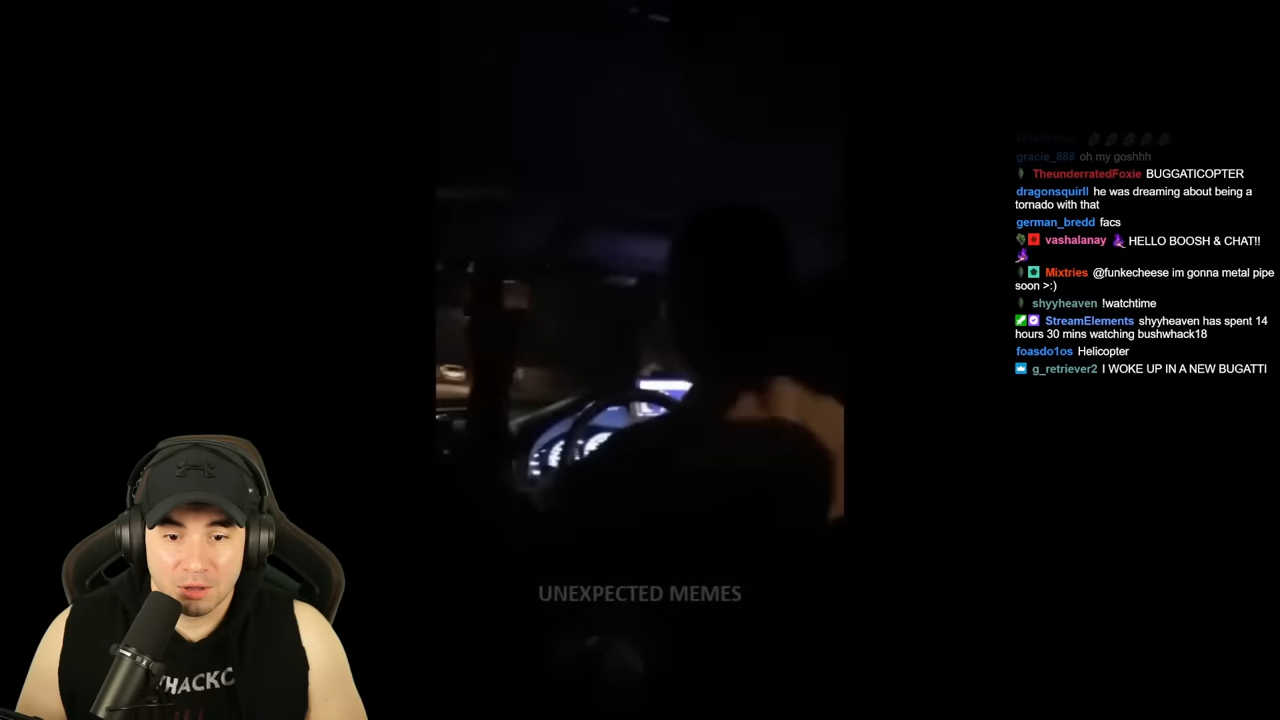 gracie_888 oh my goshhh
TheunderratedFoxie BUGGATICOPTER
dragonsquirll he was dreaming about being a
tornado with that
german_bredd facs
vashalanay HELLO BOOSH & CHAT!!
Mixtries @funkecheese im gonna metal pipe
soon >:)
shyyheaven !watchtime
StreamElements shyyheaven has spent 14
hours 30 mins watching bushwhack18
foasdo1os Helicopter
g_retriever2 I WOKE UP IN A NEW BUGATTI
UNEXPECTED MEMES